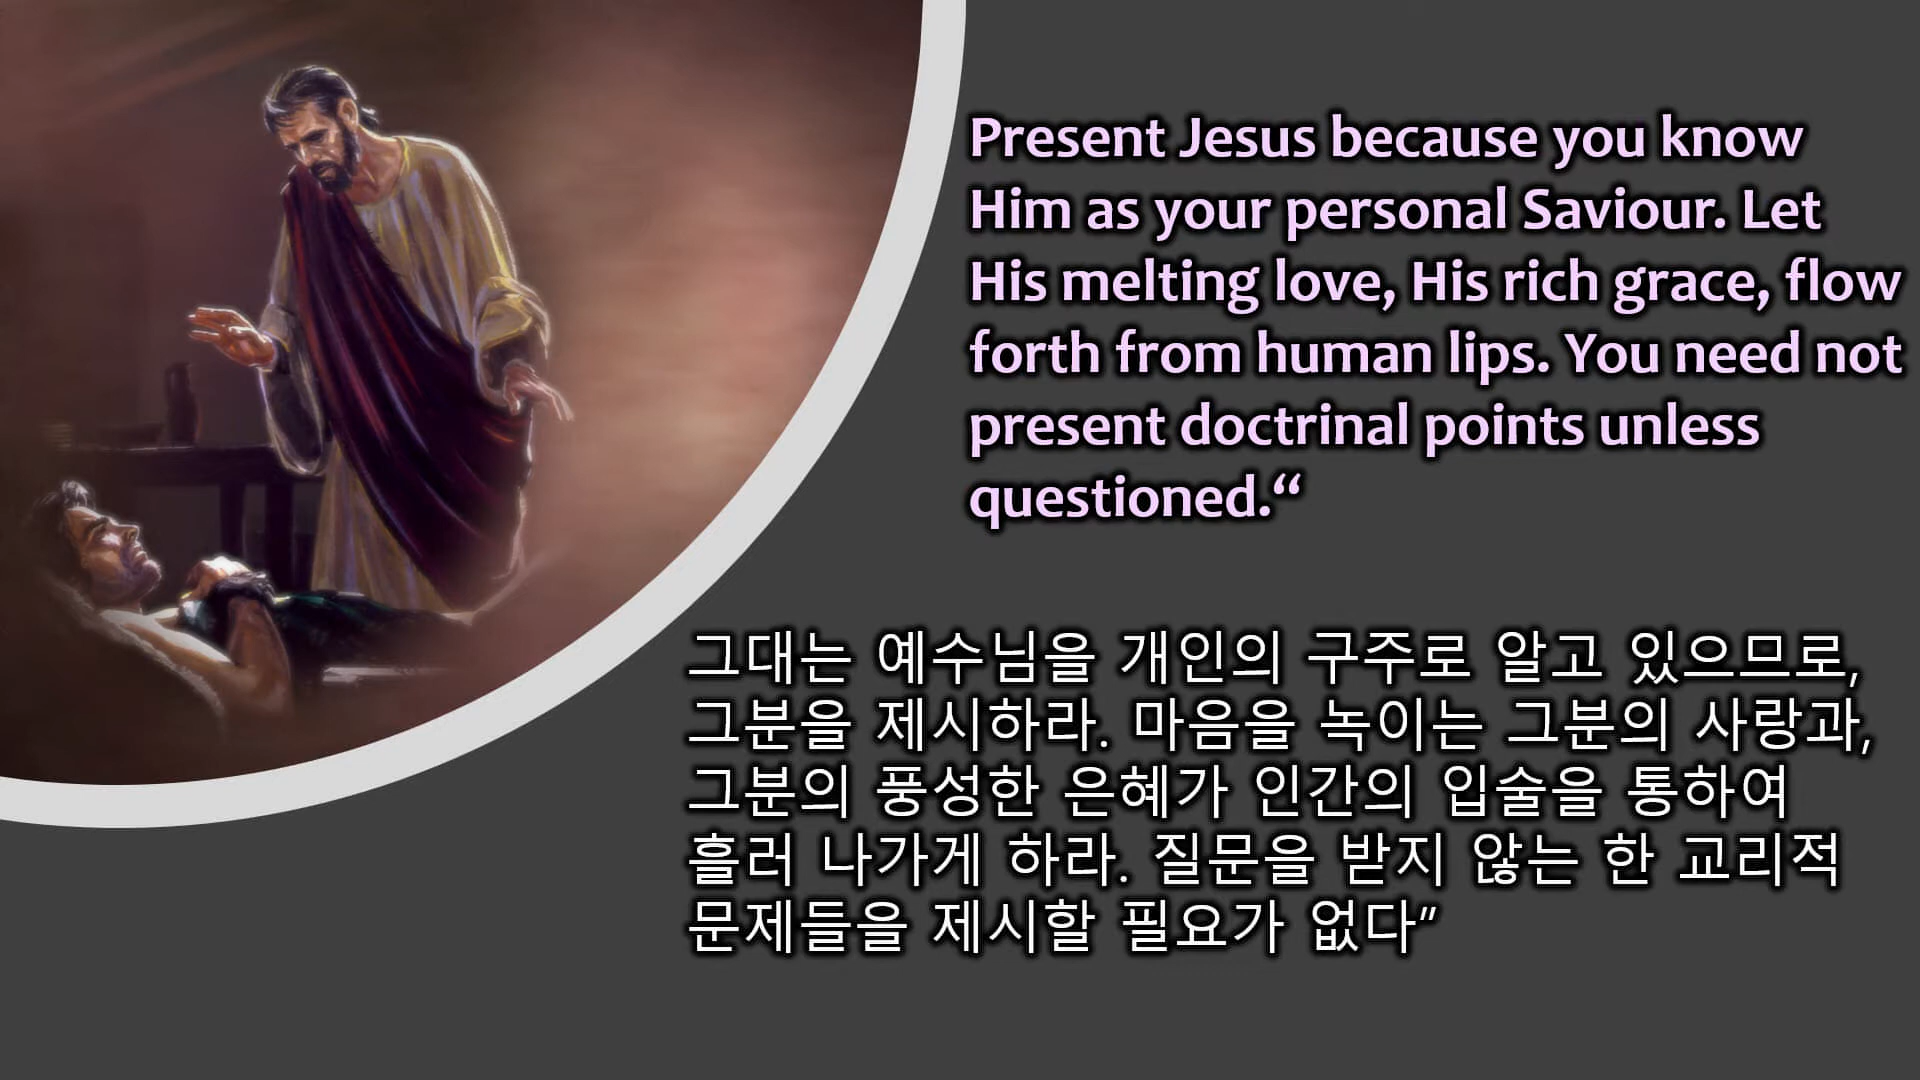 Present Jesus because you know
Him as your personal Saviour. Let
His melting love, His rich grace, flow
forth from human lips. You need not
present doctrinal points unless
questioned.“
그대는 예수님을 개인의 구주로 알고 있으므로,
그분을 제시하라. 마음을 녹이는 그분의 사랑과,
그분의 풍성한 은혜가 인간의 입술을 통하여
흘러 나가게 하라. 질문을 받지 않는 한 교리적
문제들을 제시할 필요가 없다”